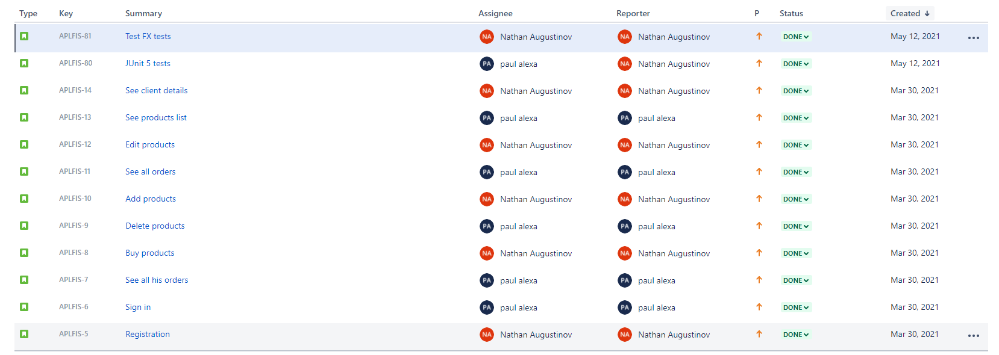 Type Key Summary Assignee Reporter P Status Created
APLFIS-81 Test FX tests NA Nathan Augustinov NA Nathan Augustinov DONE May 12, 2021
APLFIS-80 JUnit 5 tests PA paul alexa NA Nathan Augustinov DONE May 12, 2021
APLFIS-14 See client details NA Nathan Augustinov NA Nathan Augustinov DONE Mar 30, 2021
APLFIS-13 See products list PA paul alexa PA paul alexa DONE Mar 30, 2021
APLFIS-12 Edit products NA Nathan Augustinov NA Nathan Augustinov DONE Mar 30, 2021
APLFIS-11 See all orders PA paul alexa PA paul alexa DONE Mar 30, 2021
APLFIS-10 Add products NA Nathan Augustinov NA Nathan Augustinov DONE Mar 30, 2021
APLFIS-9 Delete products PA paul alexa PA paul alexa DONE Mar 30, 2021
APLFIS-8 Buy products NA Nathan Augustinov NA Nathan Augustinov DONE Mar 30, 2021
APLFIS-7 See all his orders PA paul alexa PA paul alexa DONE Mar 30, 2021
APLFIS-6 Sign in PA paul alexa PA paul alexa DONE Mar 30, 2021
APLFIS-5 Registration NA Nathan Augustinov NA Nathan Augustinov DONE Mar 30, 2021